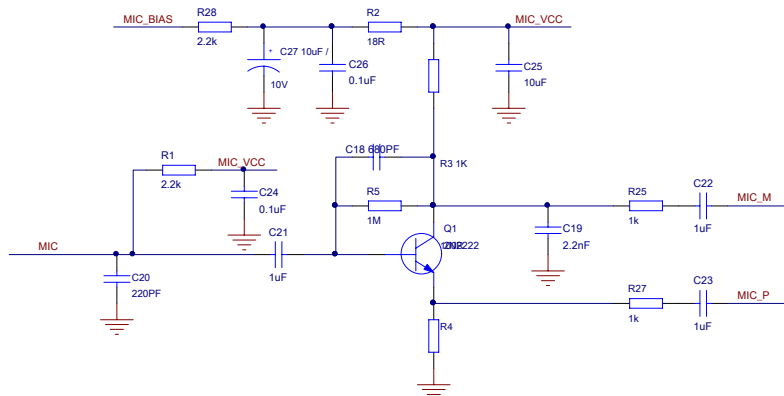 MIC_BIAS
R28
2.2k
R2
18R
MIC_VCC
C27 10uF /
10V
C26
0.1uF
C25
10uF
C18 680PF
R3 1K
R1
2.2k
MIC_VCC
C24
0.1uF
R5
1M
MIC
C21
1uF
Q1
C19
2.2nF
R25
1k
C22
1uF
MIC_M
C20
220PF
R27
1k
C23
1uF
MIC_P
R4